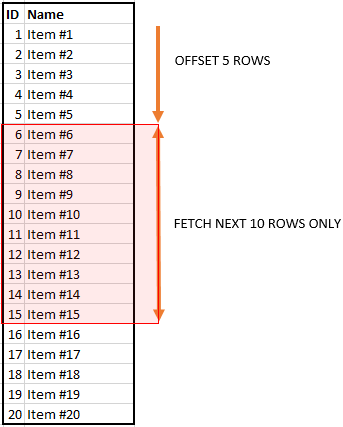 ID Name
1 Item #1
2 Item #2
3 Item #3
4 Item #4
5 Item #5
6 Item #6
7 Item #7
8 Item #8
9 Item #9
10 Item #10
11 Item #11
12 Item #12
13 Item #13
14 Item #14
15 Item #15
16 Item #16
17 Item #17
18 Item #18
19 Item #19
20 Item #20
OFFSET 5 ROWS
FETCH NEXT 10 ROWS ONLY